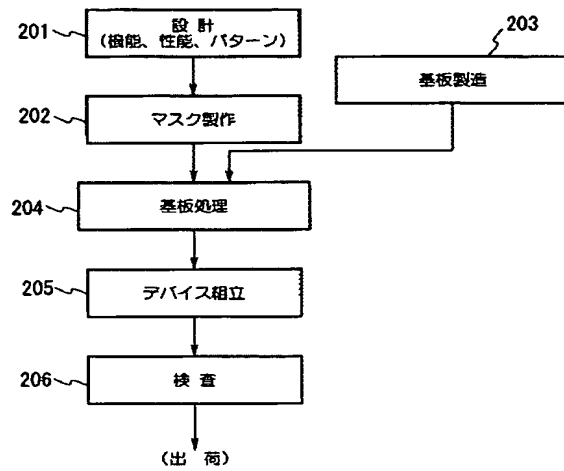 201
設 計
(機能、性能、パターン)
203
基板製造
202
マスク製作
204
基板処理
205
デバイス組立
206
検 査
(出 荷)